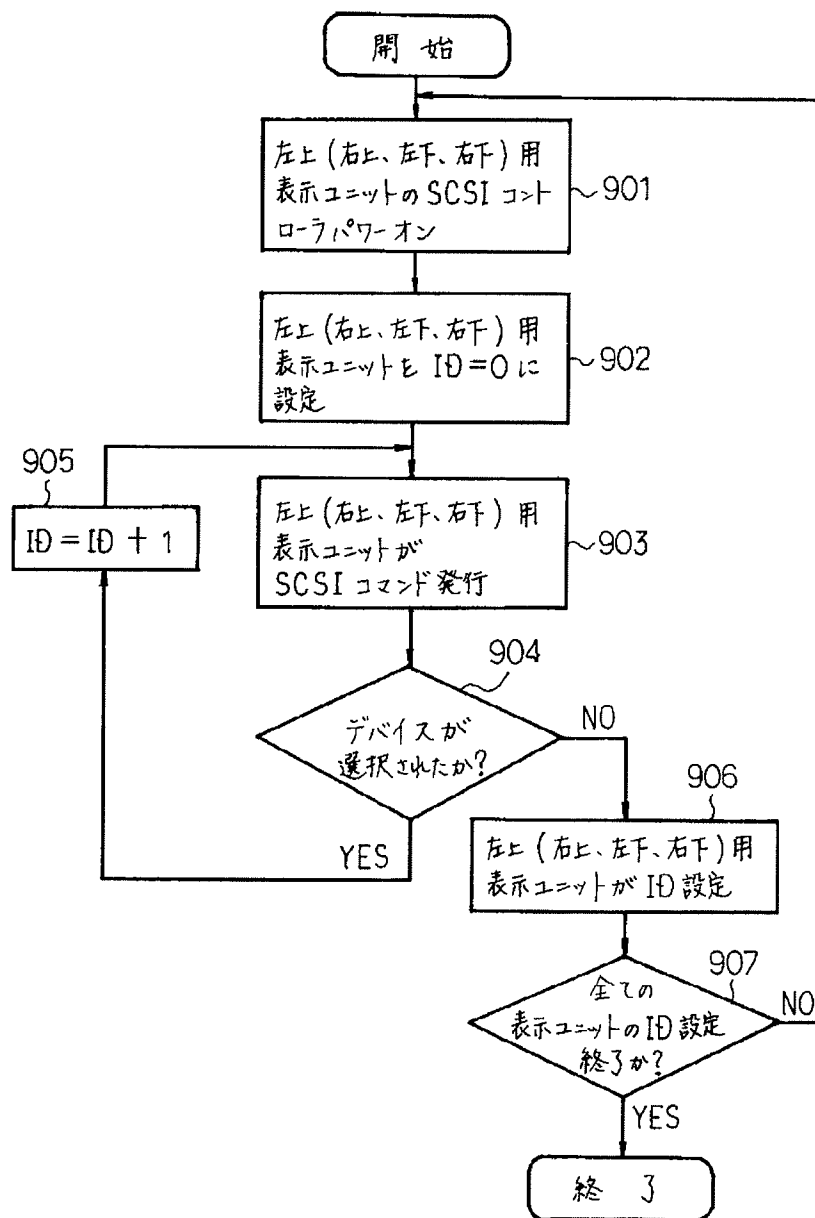 開始
左上(右上、左下、右下)用
表示ユニットのSCSIコント
ローラパワーオン
901
左上(右上、左下、右下)用
表示ユニットを ID=0 に
設定
902
905
ID=ID+1
左上(右上、左下、右下)用
表示ユニットが
SCSIコマンド発行
903
904
デバイスが
選択されたか?
NO
YES
906
左上(右上、左下、右下)用
表示ユニットがID設定
907
全ての
表示ユニットのID設定
終了か?
NO
YES
終了